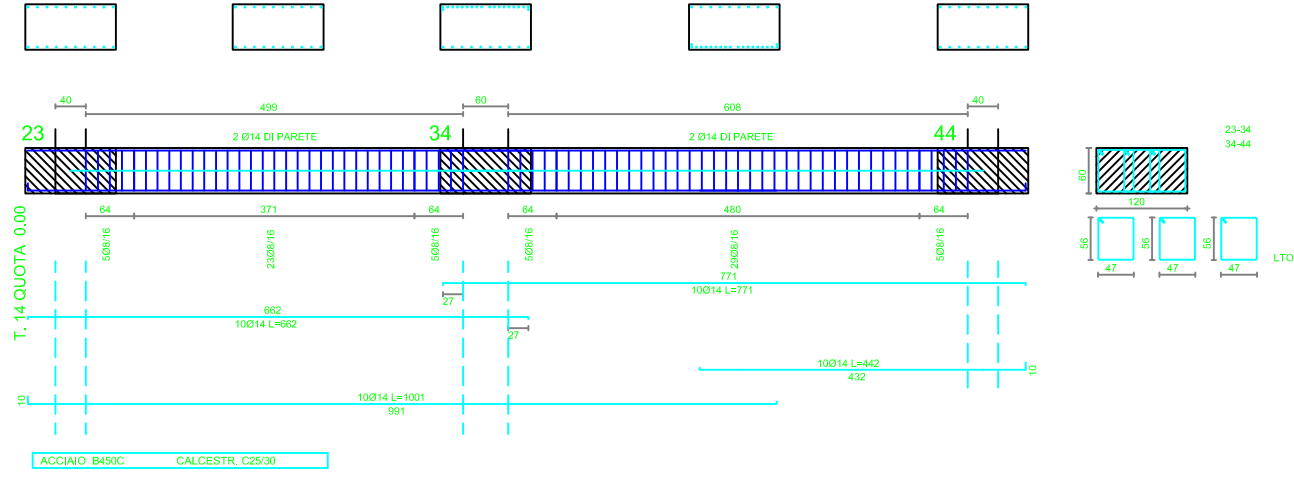 40
499
60
608
40
23
2 Ø14 DI PARETE
34
2 Ø14 DI PARETE
44
23-34
34-44
60
120
64
371
64
64
480
64
5Ø8/16
23Ø8/16
5Ø8/16
5Ø8/16
29Ø8/16
5Ø8/16
56
47
56
47
56
47
LTO
T. 14 QUOTA 0.00
771
10Ø14 L=771
27
662
10Ø14 L=662
27
10Ø14 L=442
432
10
10
10Ø14 L=1001
991
ACCIAIO B450C CALCESTR, C25/30